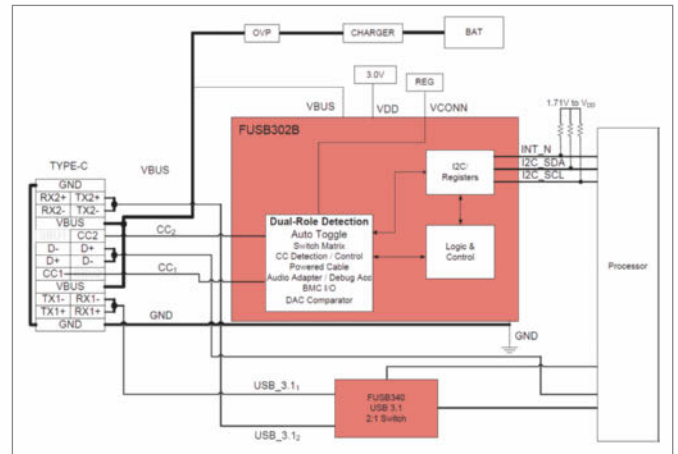 OVP
CHARGER
BAT
3.0V
REG
VBUS
VDD
VCONN
1.71V to VDD
FUSB302B
INT_N
I2C_SDA
I2C_SCL
I2C/
Registers
TYPE-C
VBUS
GND
RX2+ TX2+
RX2- TX2-
VBUS
CC2
D- D+
D+ D-
CC1
VBUS
TX1- RX1-
TX1+ RX1+
GND
CC2
CC1
GND
Dual-Role Detection
Auto Toggle
Switch Matrix
CC Detection / Control
Powered Cable
Audio Adapter / Debug Acc
BMC I/O
DAC Comparator
Logic &
Control
Processor
GND
USB_3.11
USB_3.12
FUSB340
USB 3.1
2:1 Switch